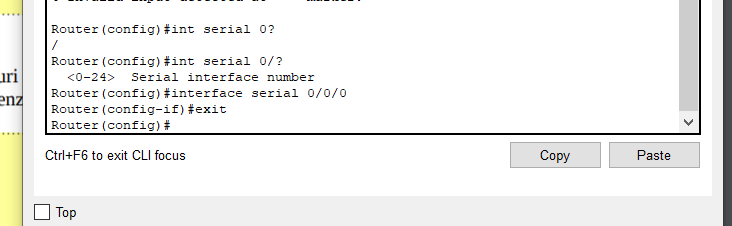 Router(config)#int serial 0?
/
Router(config)#int serial 0/?
<0-24> Serial interface number
Router(config)#interface serial 0/0/0
Router(config-if)#exit
Router(config)#
Ctrl+F6 to exit CLI focus
Copy
Paste
Top